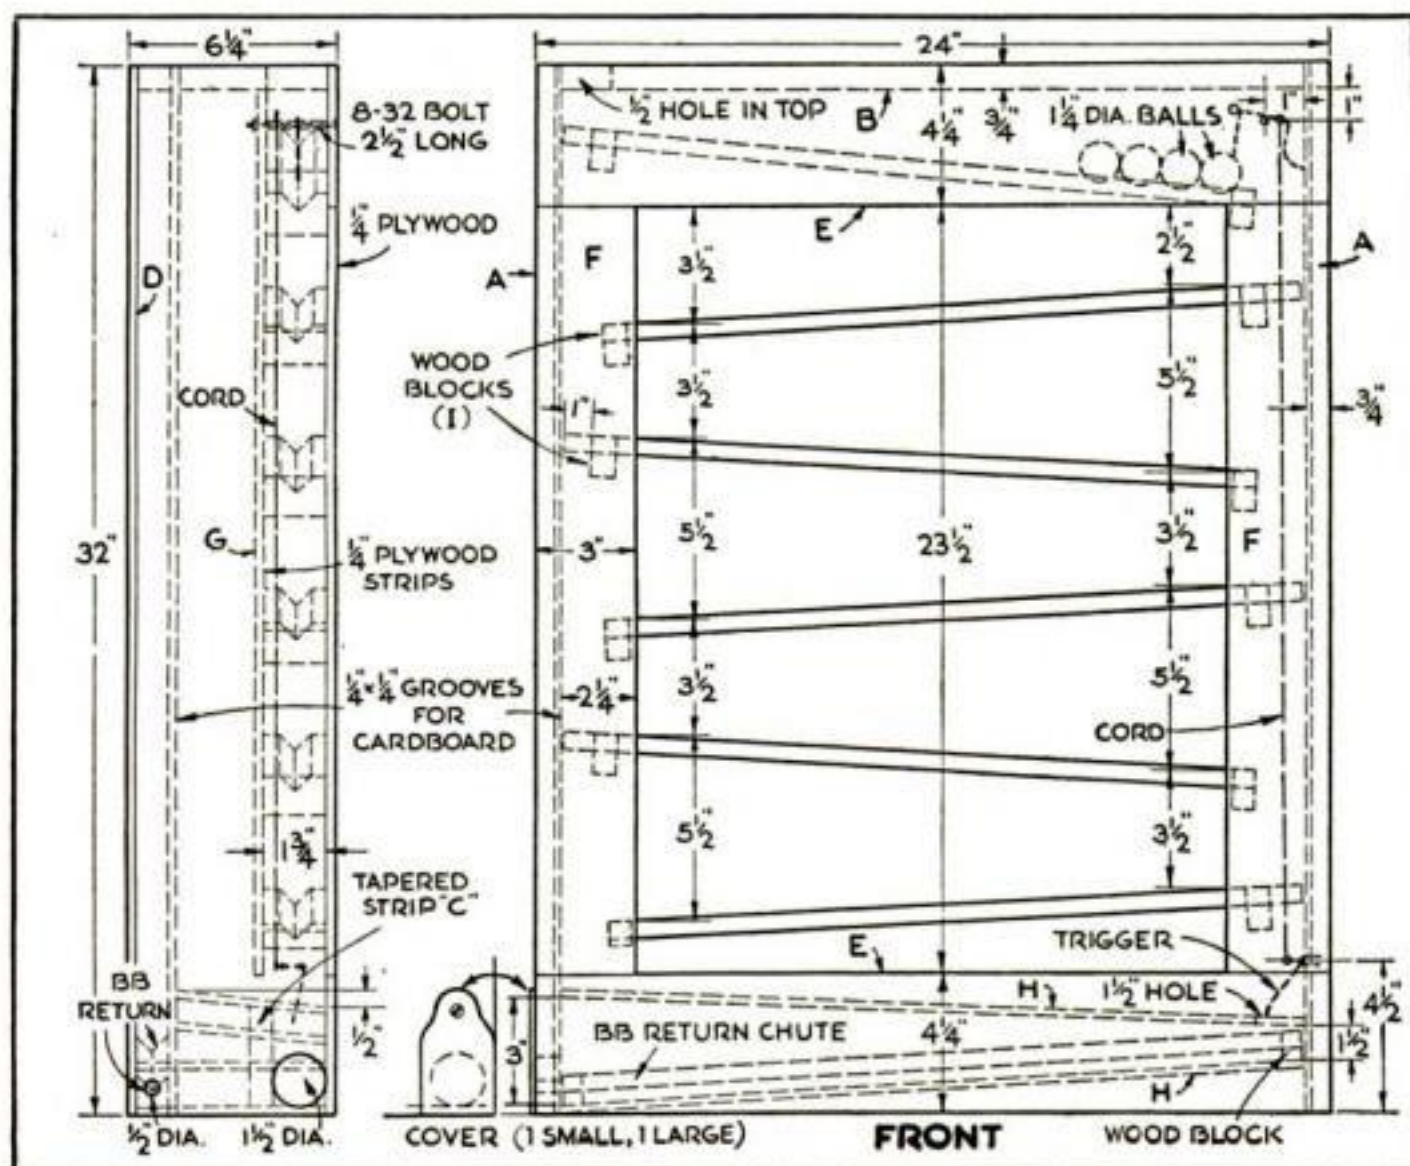 6¼"
24"
8-32 BOLT
2½" LONG
½" HOLE IN TOP
B
4¼"
¾"
1¼" DIA. BALLS
1"
1"
¼" PLYWOOD
D
A
F
E
A
3½"
2½"
WOOD
BLOCKS
(I)
CORD
1"
3½"
5½"
¾"
32"
G
¼" PLYWOOD
STRIPS
3"
5½"
23½"
3½"
F
¼"×¼" GROOVES
FOR
CARDBOARD
2¼"
3½"
5½"
CORD
1¾"
5½"
3½"
TAPERED
STRIP "C"
E
TRIGGER
BB
RETURN
H
1½" HOLE
½"
3"
BB RETURN CHUTE
4¼"
1½"
4½"
H
½" DIA.
1½" DIA.
COVER (1 SMALL, 1 LARGE)
FRONT
WOOD BLOCK